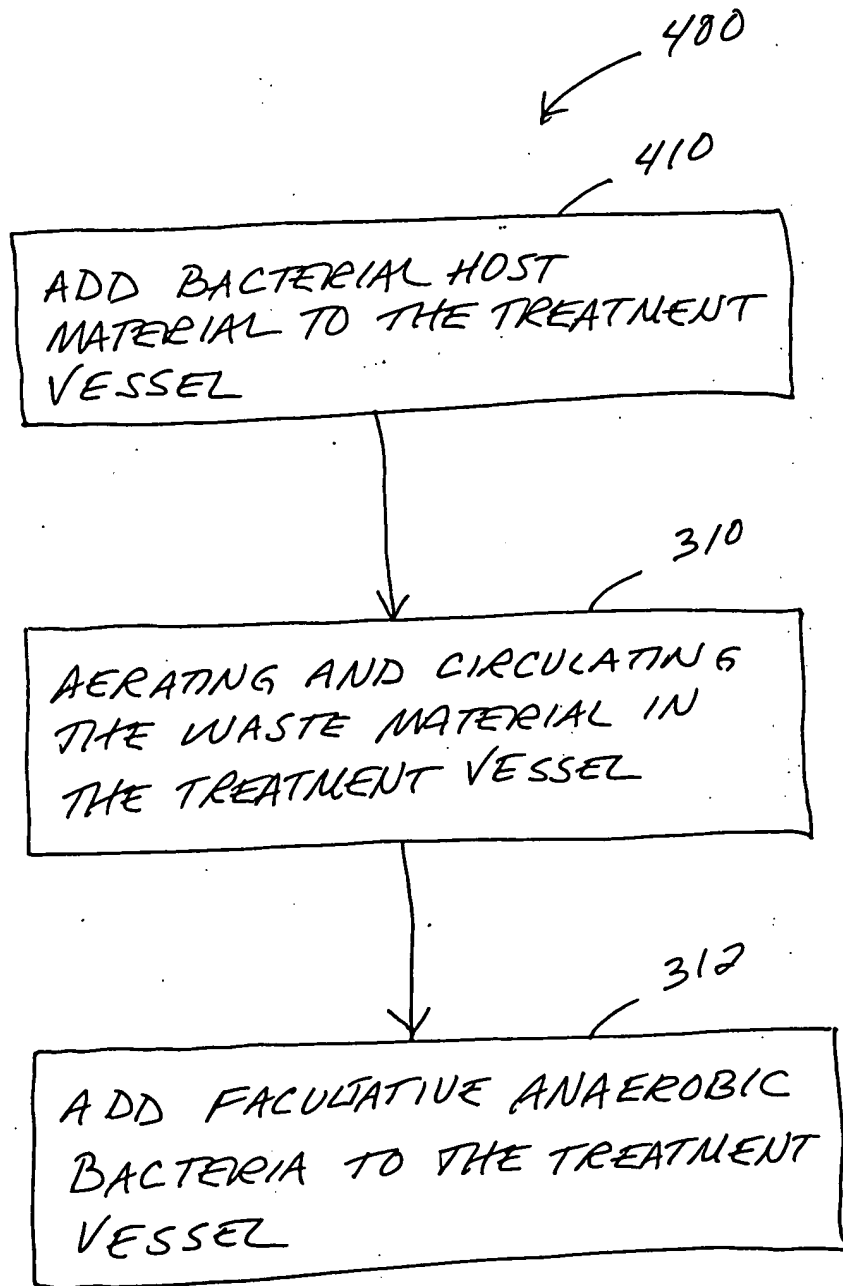 400
410
ADD BACTERIAL HOST
MATERIAL TO THE TREATMENT
VESSEL
310
AERATING AND CIRCULATING
THE WASTE MATERIAL IN
THE TREATMENT VESSEL
312
ADD FACULTATIVE ANAEROBIC
BACTERIA TO THE TREATMENT
VESSEL